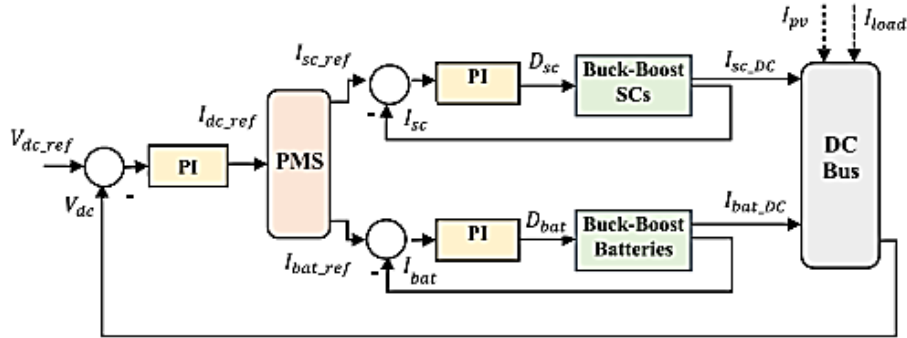 I_pv
I_load
I_sc_ref
PI
D_sc
Buck-Boost
SCs
I_sc_DC
-
I_sc
I_dc_ref
V_dc_ref
PI
-
V_dc
PMS
DC
Bus
I_bat_ref
PI
D_bat
Buck-Boost
Batteries
I_bat_DC
-
I_bat